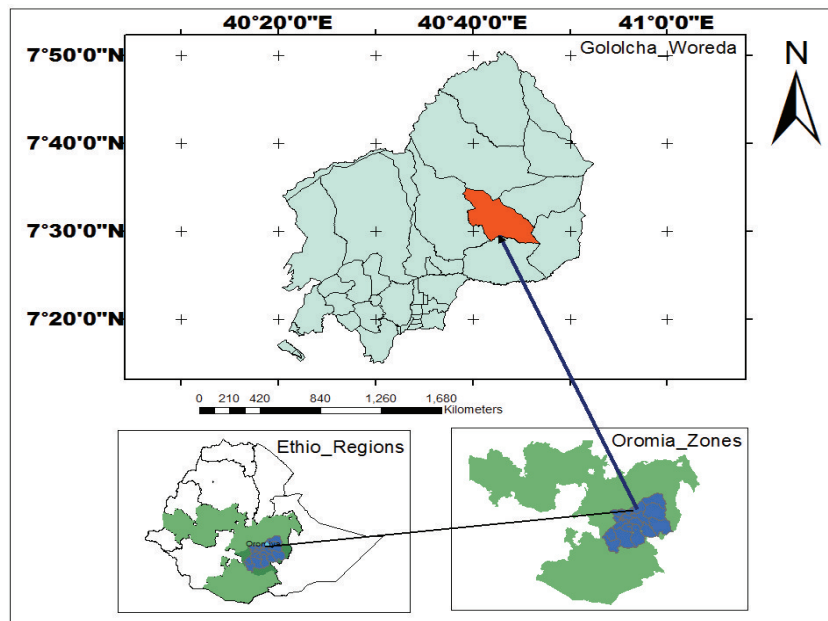 40°20'0"E 40°40'0"E 41°0'0"E
Gololcha_Woreda
N
7°50'0"N
7°40'0"N
7°30'0"N
7°20'0"N
0 210 420 840 1,260 1,680
Kilometers
Ethio_Regions
Oromia_Zones